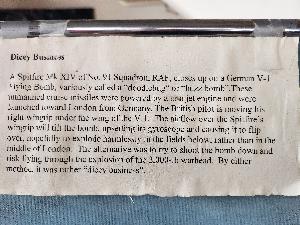 Dicey Business
A Spitfire Mk XIV of No. 91 Squadron RAF, closes up on a German V-1
Flying Bomb, variously called a "doodlebug" or "buzz bomb". These
unmanned cruise missiles were powered by a ram jet engine and were
launched toward London from Germany. The British pilot is moving his
right wingtip under the wing of the V-1. The airflow over the Spitfire's
wingtip will tilt the bomb, upsetting its gyroscope and causing it to flip
over, hopefully to explode harmlessly in the fields below, rather than in the
middle of London. The alternative was to try to shoot the bomb down and
risk flying through the explosion of the 2,000-lb warhead. By either
method, it was rather "dicey business".